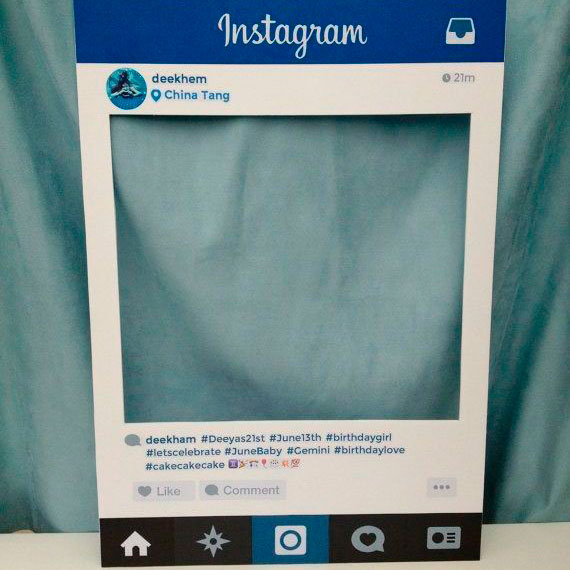 Instagram
deekhem
21m
China Tang
deekham #Deeyas21st #June13th #birthdaygirl
#letscelebrate #JuneBaby #Gemini #birthdaylove
#cakecakecake
Like
Comment